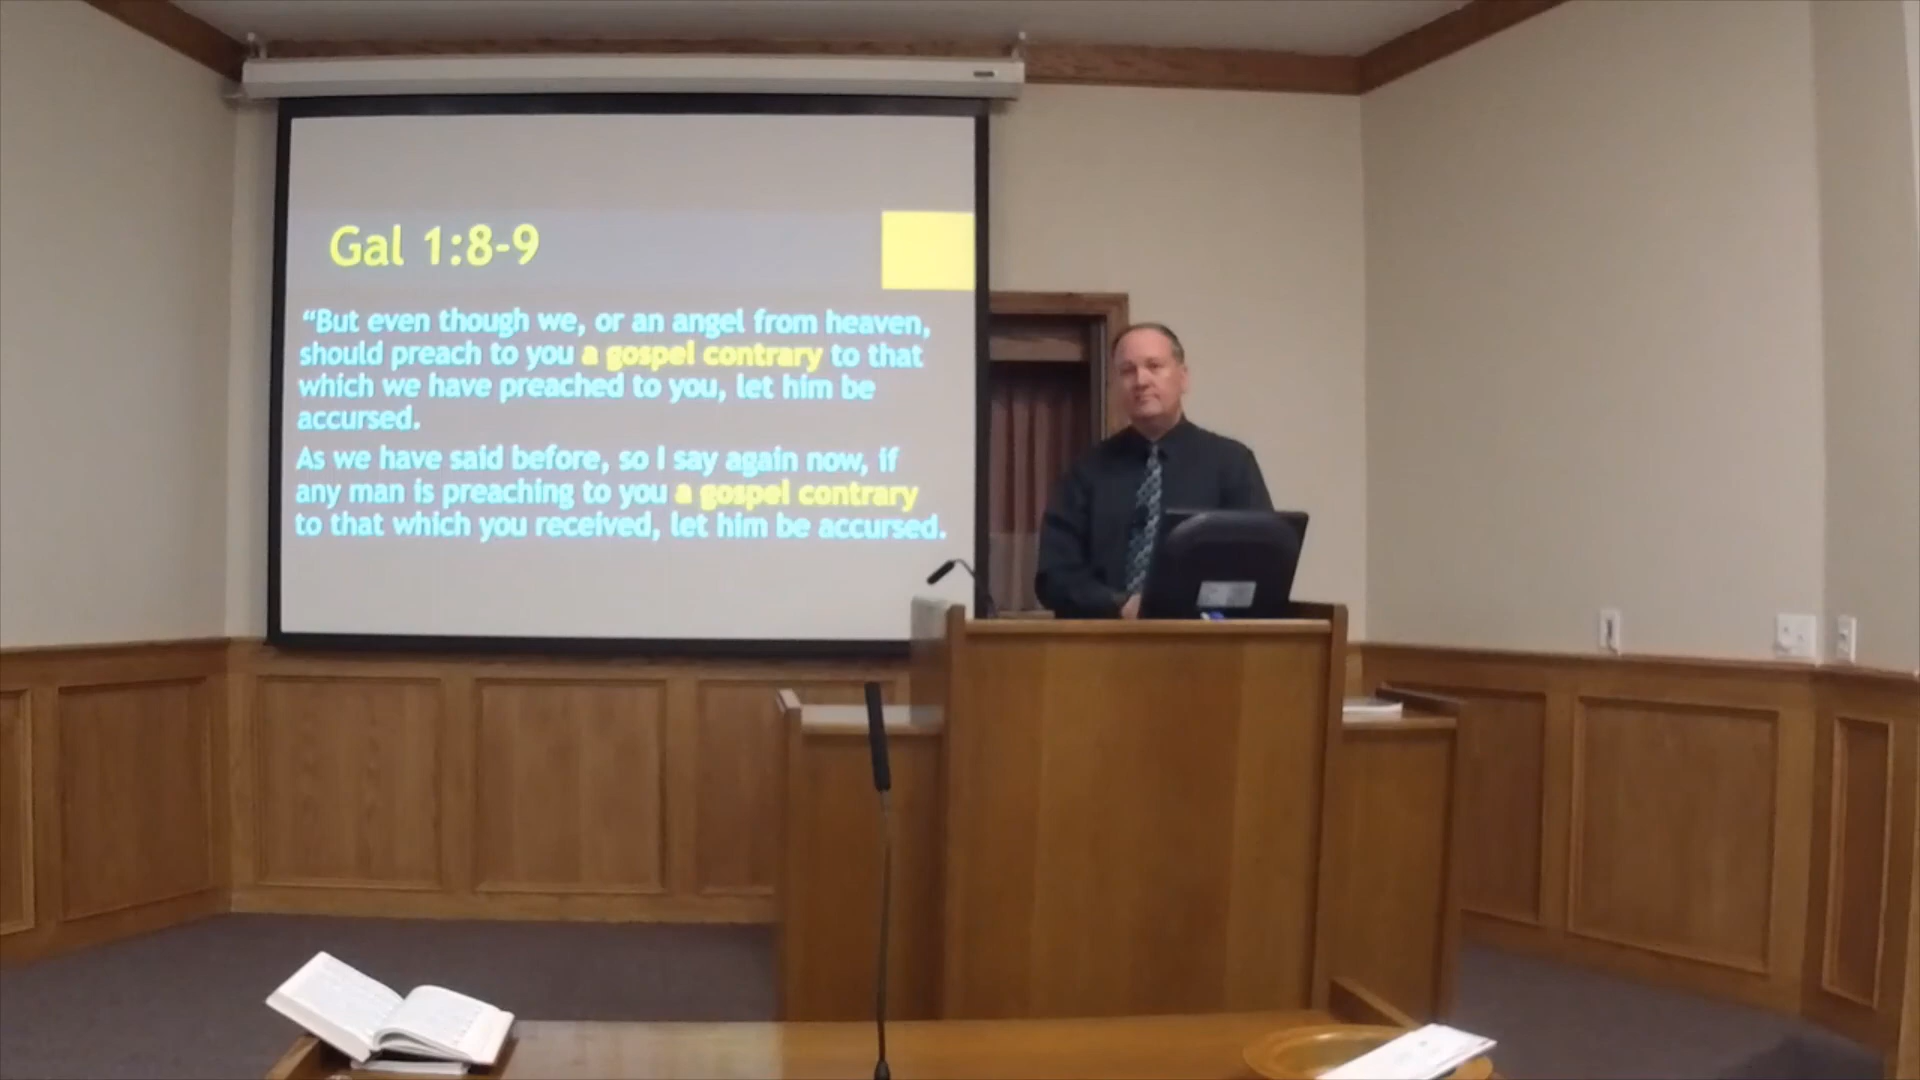 Gal 1:8-9
“But even though we, or an angel from heaven,
should preach to you a gospel contrary to that
which we have preached to you, let him be
accursed.
As we have said before, so I say again now, if
any man is preaching to you a gospel contrary
to that which you received, let him be accursed.